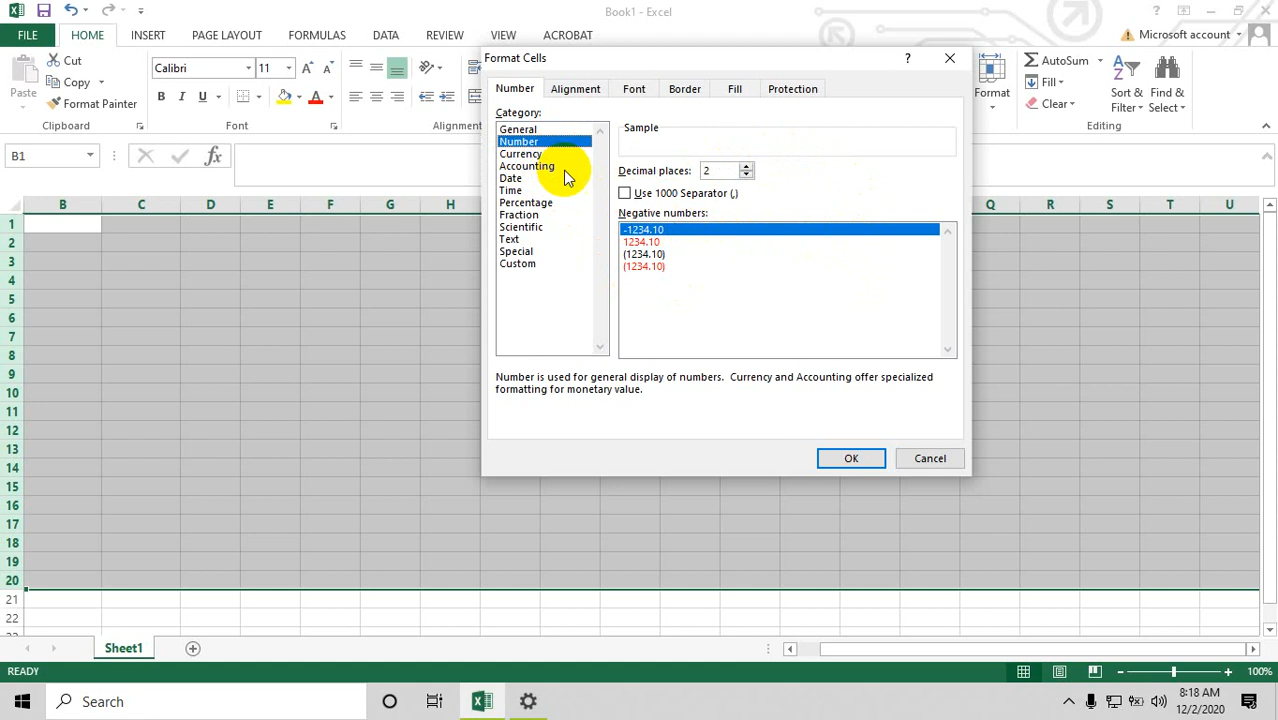 Book1 - Excel
FILE HOME INSERT PAGE LAYOUT FORMULAS DATA REVIEW VIEW ACROBAT Microsoft account
Paste
Cut
Copy
Format Painter
Clipboard
Calibri 11
B I U A
Font
Alignment
Format
AutoSum
Fill
Clear
Sort &
Filter
Find &
Select
Editing
B1
fx
B C D E F G H Q R S T U
1
2
3
4
5
6
7
8
9
10
11
12
13
14
15
16
17
18
19
20
21
22
Format Cells
Number Alignment Font Border Fill Protection
Category:
General
Number
Currency
Accounting
Date
Time
Percentage
Fraction
Scientific
Text
Special
Custom
Sample
Decimal places: 2
Use 1000 Separator (,)
Negative numbers:
-1234.10
1234.10
(1234.10)
(1234.10)
Number is used for general display of numbers. Currency and Accounting offer specialized
formatting for monetary value.
OK Cancel
Sheet1
READY 100%
Search
8:18 AM
12/2/2020